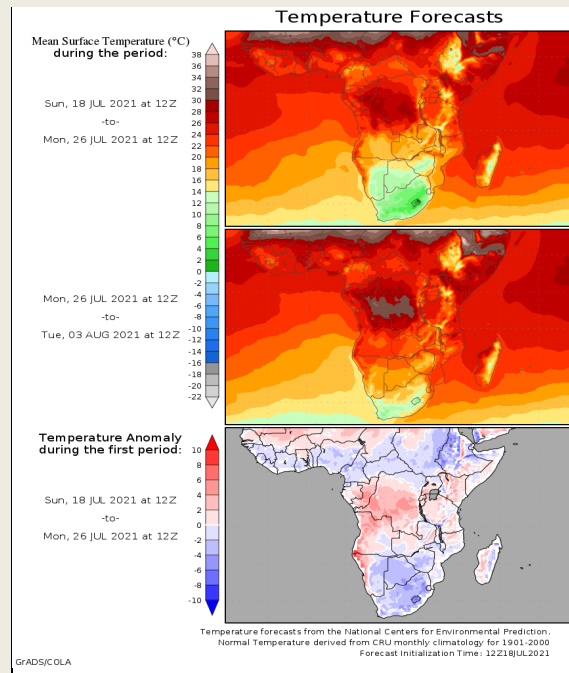 Temperature Forecasts
Mean Surface Temperature (°C)
during the period:
Sun, 18 JUL 2021 at 12Z
-to-
Mon, 26 JUL 2021 at 12Z
38
36
34
32
30
28
26
24
22
20
18
16
14
12
10
8
6
4
2
0
-2
-4
-6
-8
-10
-12
-14
-16
-18
-20
-22
Mon, 26 JUL 2021 at 12Z
-to-
Tue, 03 AUG 2021 at 12Z
Temperature Anomaly
during the first period:
Sun, 18 JUL 2021 at 12Z
-to-
Mon, 26 JUL 2021 at 12Z
10
8
6
4
2
0
-2
-4
-6
-8
-10
Temperature forecasts from the National Centers for Environmental Prediction.
Normal Temperature derived from CRU monthly climatology for 1901-2000
Forecast Initialization Time: 12Z18JUL2021
GrADS/COLA